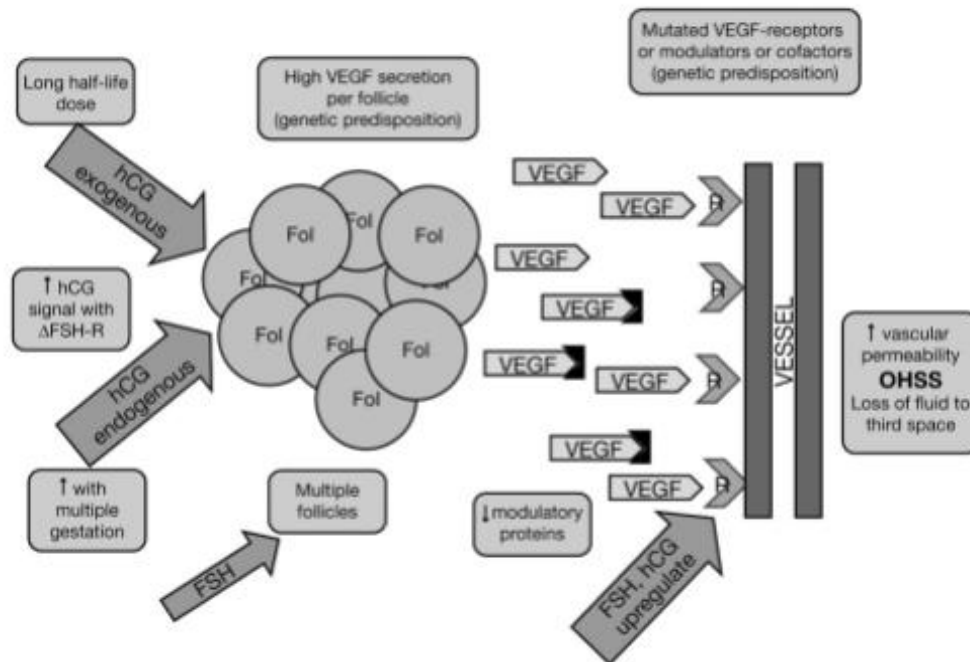 Mutated VEGF-receptors
or modulators or cofactors
(genetic predisposition)
Long half-life
dose
High VEGF secretion
per follicle
(genetic predisposition)
hCG
exogenous
VEGF
VEGF
R
Fol
Fol
Fol
VEGF
Fol
Fol
↑ hCG
signal with
ΔFSH-R
VEGF
R
Fol
Fol
Fol
VESSEL
↑ vascular
permeability
OHSS
Loss of fluid to
third space
VEGF
VEGF
R
hCG
endogenous
Fol
VEGF
VEGF
R
↑ with
multiple
gestation
Multiple
follicles
↓modulatory
proteins
FSH
FSH, hCG
upregulate